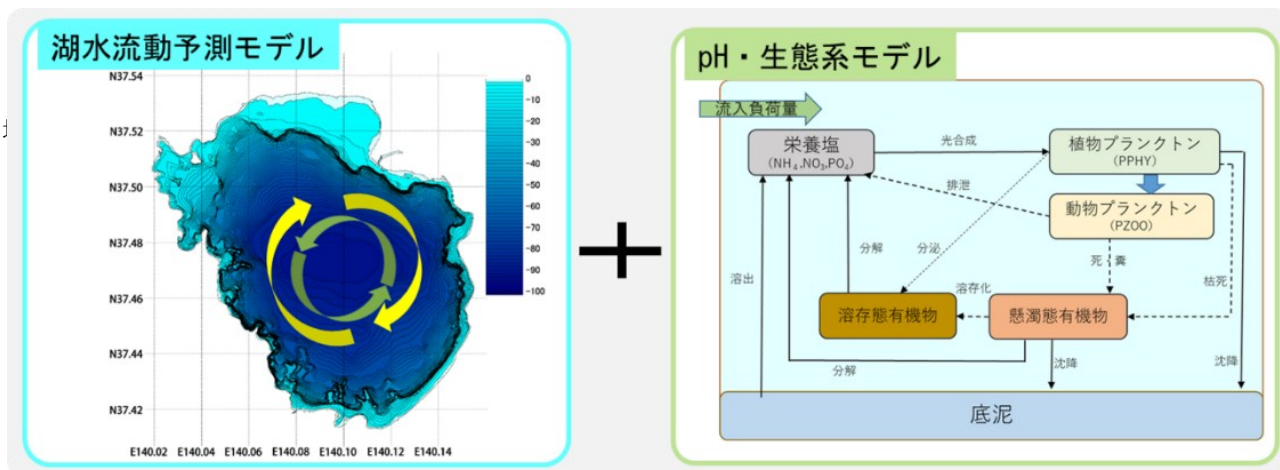 湖水流動予測モデル
N37.54
N37.52
N37.50
N37.48
N37.46
N37.44
N37.42
E140.02 E140.04 E140.06 E140.08 E140.10 E140.12 E140.14
0
-10
-20
-30
-40
-50
-60
-70
-80
-90
-100
+
pH・生態系モデル
流入負荷量
栄養塩
(NH₄,NO₃,PO₄)
光合成
植物プランクトン
(PPHY)
排泄
動物プランクトン
(PZOO)
分解
分泌
死・糞
枯死
溶出
溶存化
溶存態有機物
懸濁態有機物
分解
沈降
沈降
底泥